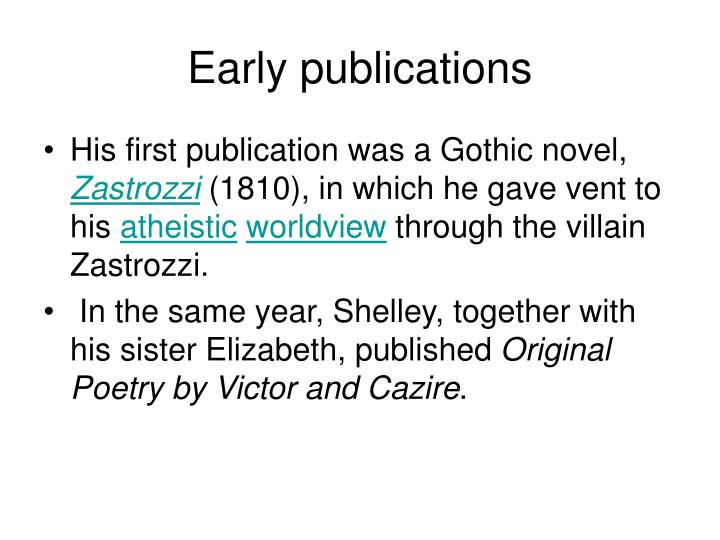 Early publications
• His first publication was a Gothic novel,
Zastrozzi (1810), in which he gave vent to
his atheistic worldview through the villain
Zastrozzi.
• In the same year, Shelley, together with
his sister Elizabeth, published Original
Poetry by Victor and Cazire.